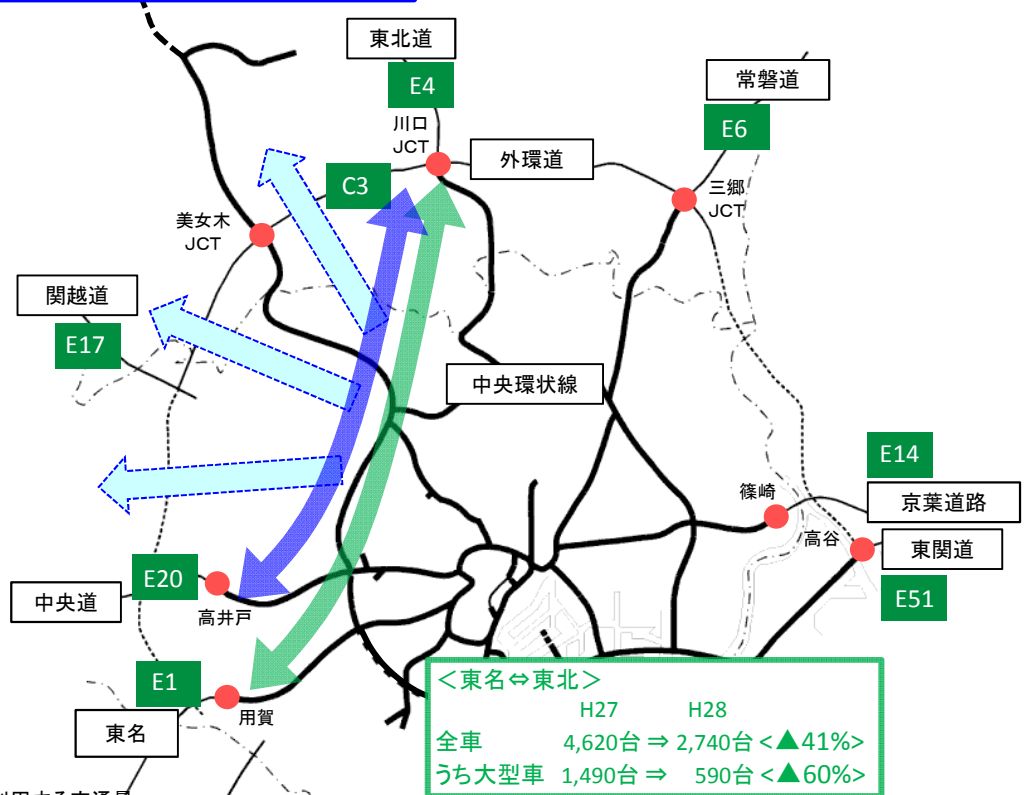 東北道
E4
川口
JCT
常磐道
E6
外環道
C3
三郷
JCT
美女木
JCT
関越道
E17
中央環状線
E14
篠崎
京葉道路
高谷
東関道
E20
中央道
高井戸
E51
E1
用賀
東名
＜東名⇔東北＞
H27 H28
全車 4,620台 ⇒ 2,740台 <▲41%>
うち大型車 1,490台 ⇒ 590台 <▲60%>